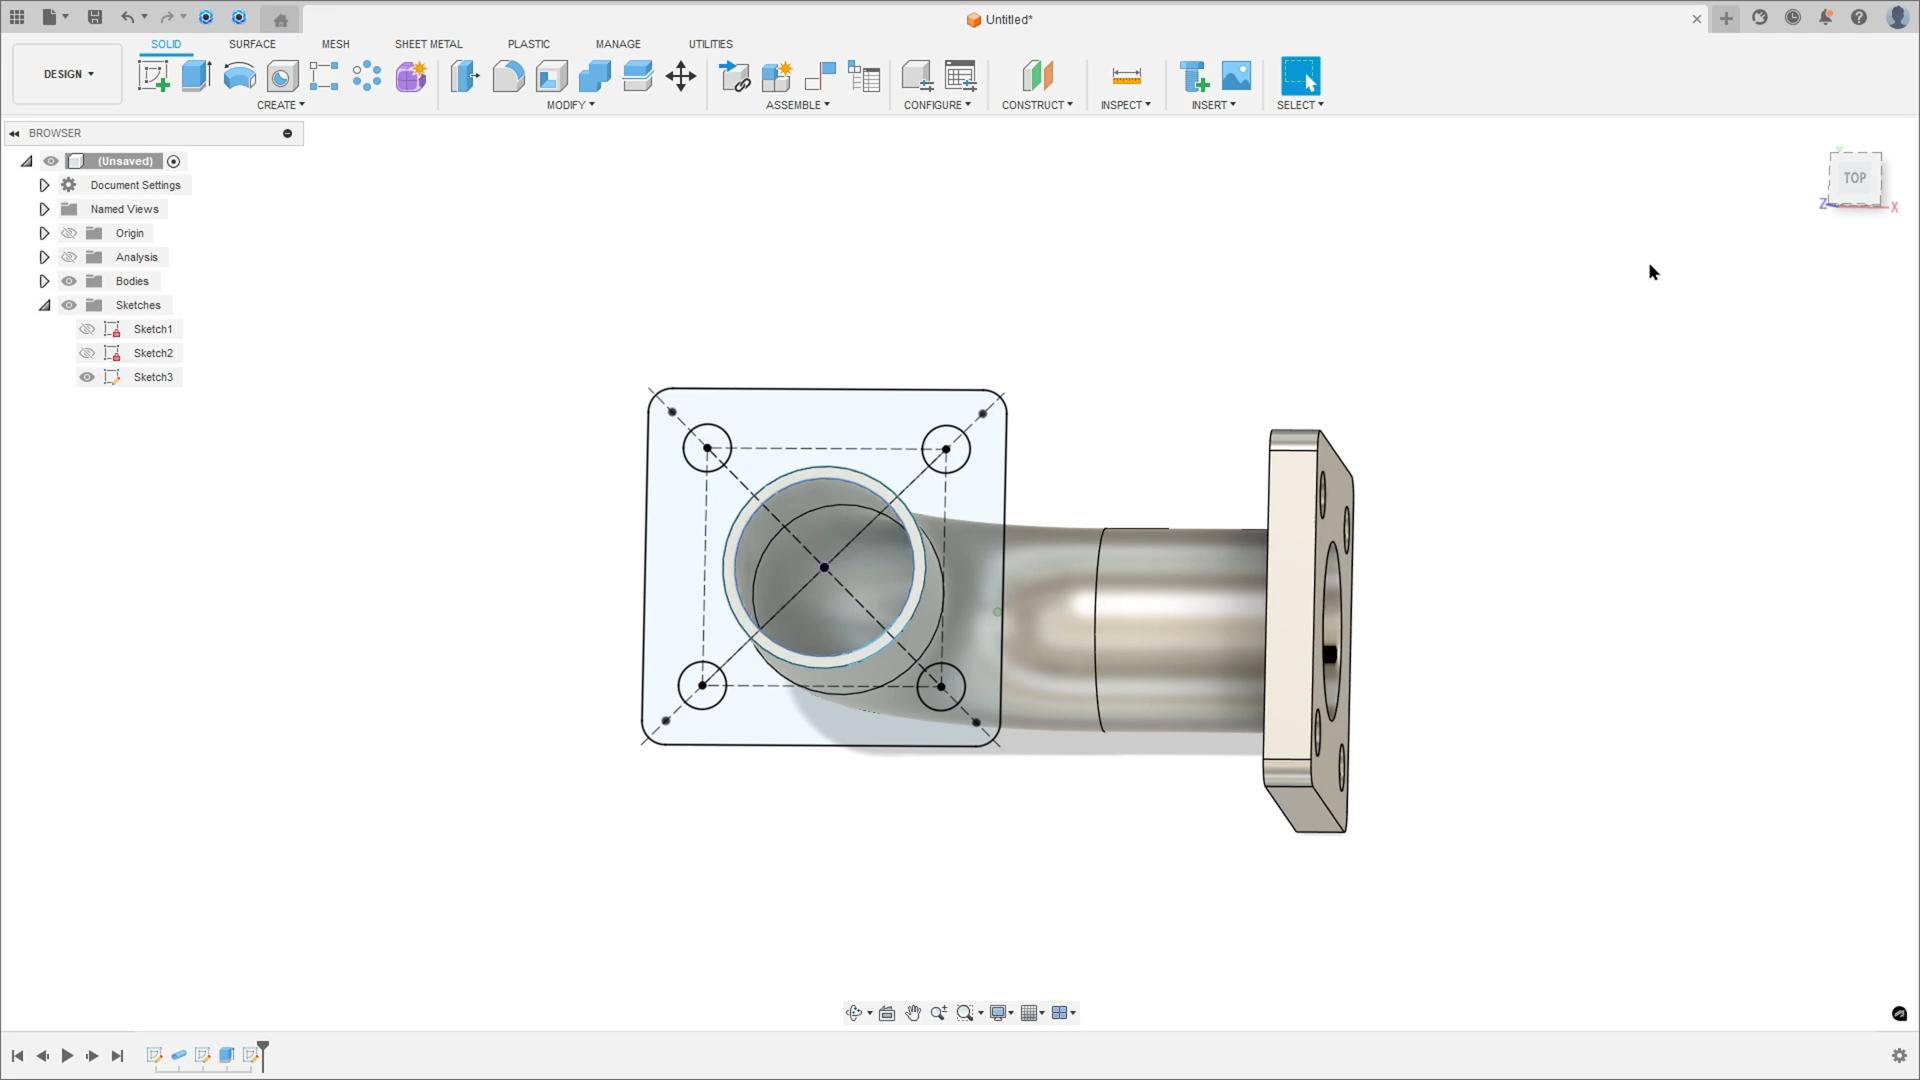 Untitled*
SOLID SURFACE MESH SHEET METAL PLASTIC MANAGE UTILITIES
DESIGN
CREATE MODIFY ASSEMBLE CONFIGURE CONSTRUCT INSPECT INSERT SELECT
BROWSER
(Unsaved)
Document Settings
Named Views
Origin
Analysis
Bodies
Sketches
Sketch1
Sketch2
Sketch3
Y
TOP
Z X